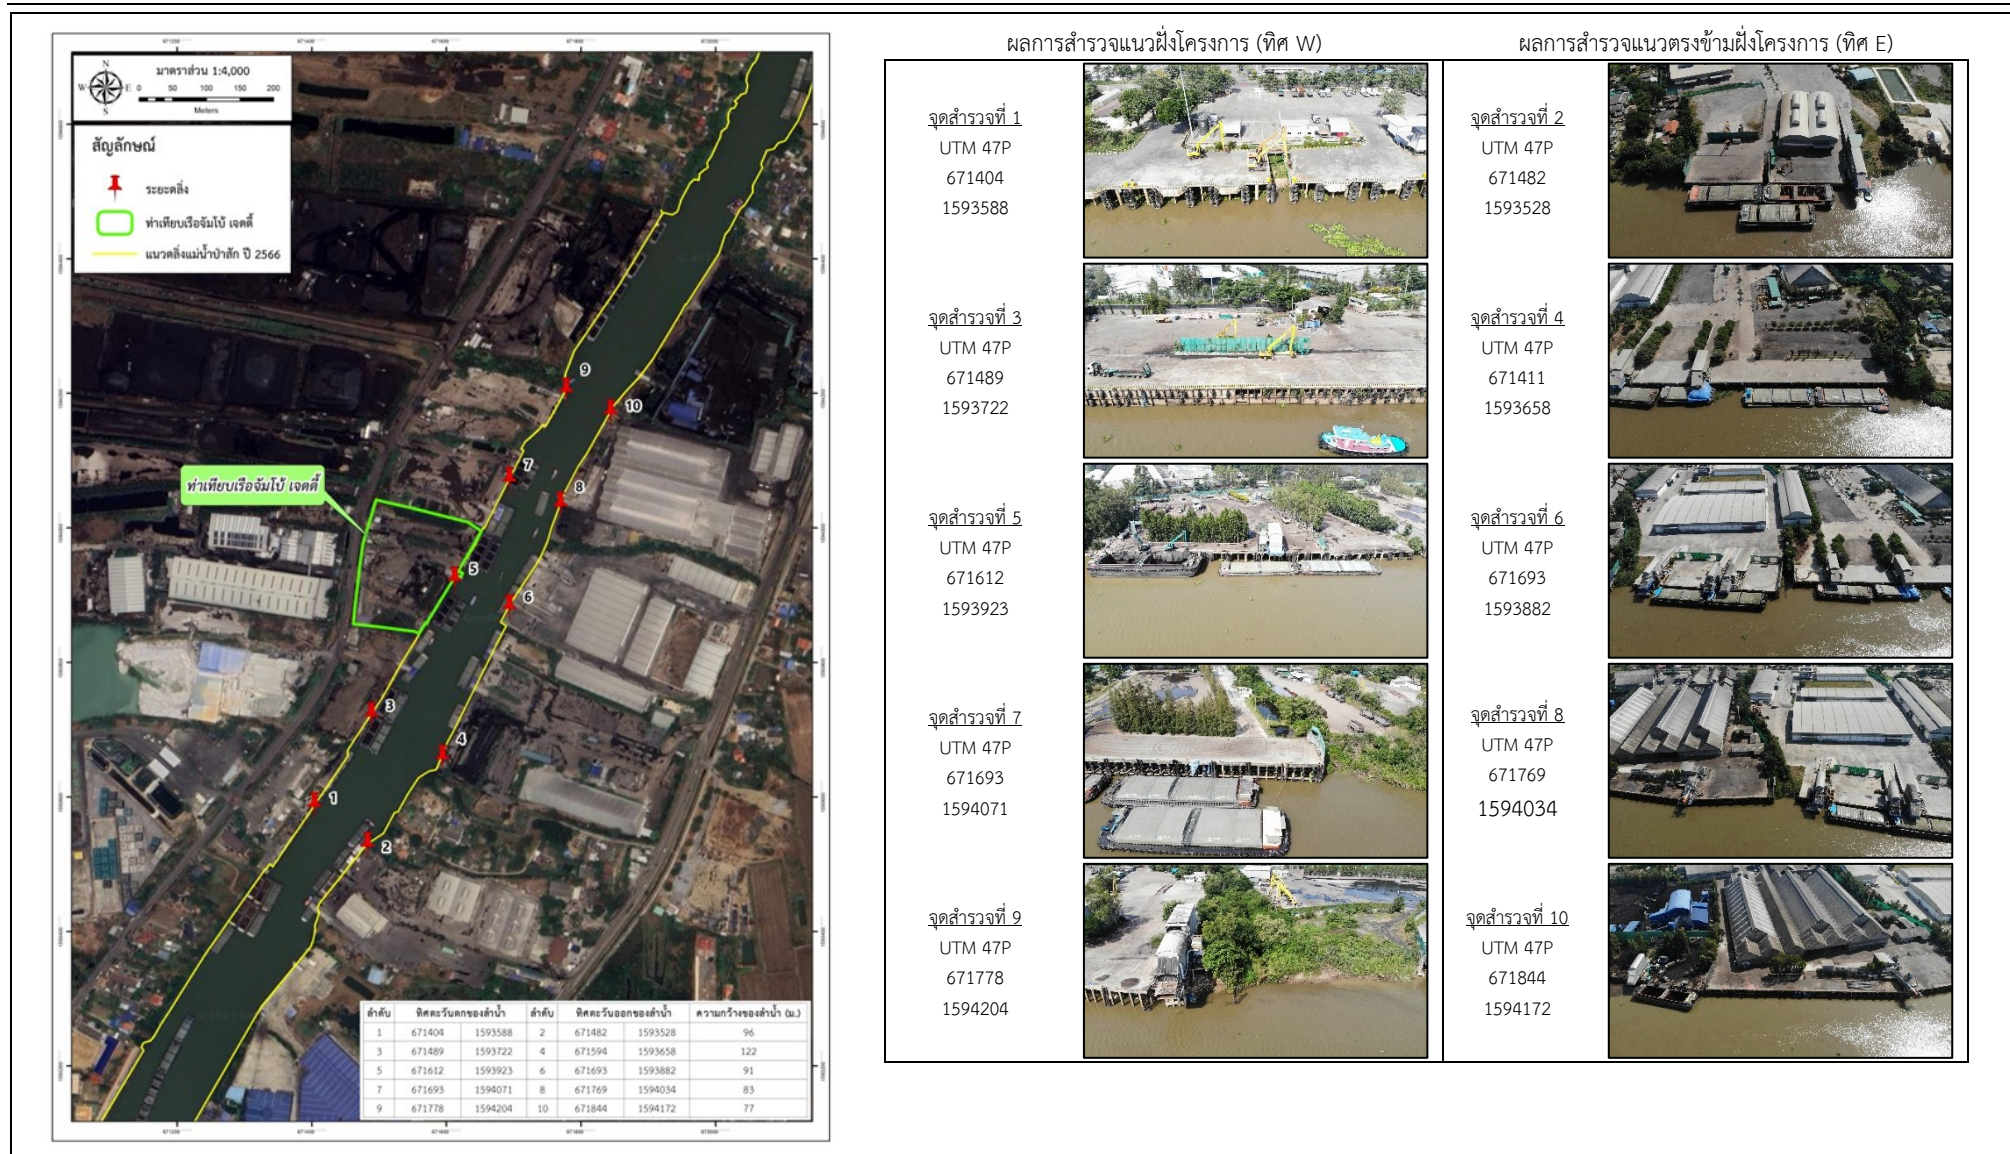 มาตราส่วน 1:4,000
N
W E
S
0 50 100 150 200
Meters
สัญลักษณ์
ระยะตลิ่ง
ท่าเทียบเรือจัมโบ้ เจตตี้
แนวตลิ่งแม่น้ำป่าสัก ปี 2566
ท่าเทียบเรือจัมโบ้ เจตตี้
9
10
7
8
5
6
3
4
1
2
ลำดับ ทิศตะวันตกของลำน้ำ ลำดับ ทิศตะวันออกของลำน้ำ ความกว้างของลำน้ำ (ม.)
1 671404 1593588 2 671482 1593528 96
3 671489 1593722 4 671594 1593658 122
5 671612 1593923 6 671693 1593882 91
7 671693 1594071 8 671769 1594034 83
9 671778 1594204 10 671844 1594172 77
ผลการสำรวจแนวฝั่งโครงการ (ทิศ W)
จุดสำรวจที่ 1
UTM 47P
671404
1593588
จุดสำรวจที่ 3
UTM 47P
671489
1593722
จุดสำรวจที่ 5
UTM 47P
671612
1593923
จุดสำรวจที่ 7
UTM 47P
671693
1594071
จุดสำรวจที่ 9
UTM 47P
671778
1594204
ผลการสำรวจแนวตรงข้ามฝั่งโครงการ (ทิศ E)
จุดสำรวจที่ 2
UTM 47P
671482
1593528
จุดสำรวจที่ 4
UTM 47P
671411
1593658
จุดสำรวจที่ 6
UTM 47P
671693
1593882
จุดสำรวจที่ 8
UTM 47P
671769
1594034
จุดสำรวจที่ 10
UTM 47P
671844
1594172